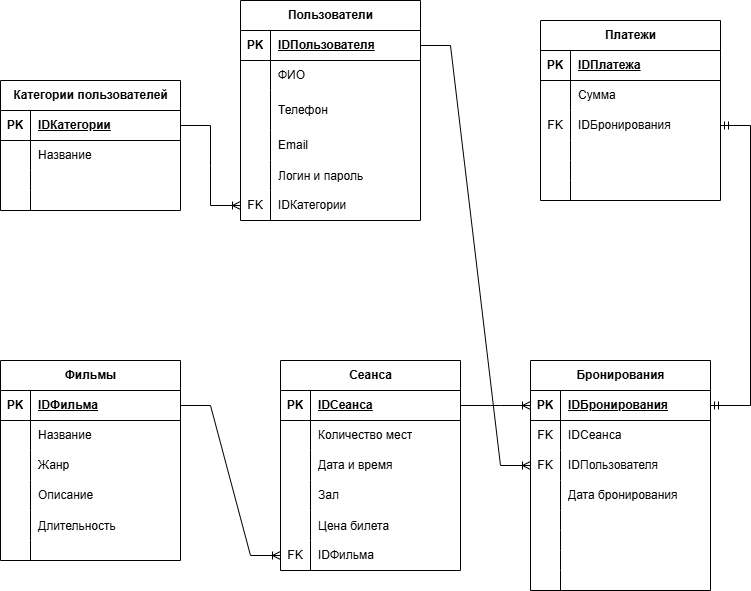 Пользователи
PK IDПользователя
ФИО
Телефон
Email
Логин и пароль
FK IDКатегории
Платежи
PK IDПлатежа
Сумма
FK IDБронирования
Категории пользователей
PK IDКатегории
Название
Фильмы
PK IDФильма
Название
Жанр
Описание
Длительность
Сеанса
PK IDСеанса
Количество мест
Дата и время
Зал
Цена билета
FK IDФильма
Бронирования
PK IDБронирования
FK IDСеанса
FK IDПользователя
Дата бронирования